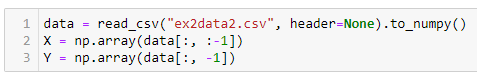 1 data = read_csv("ex2data2.csv", header=None).to_numpy()
2 X = np.array(data[:, :-1])
3 Y = np.array(data[:, -1])